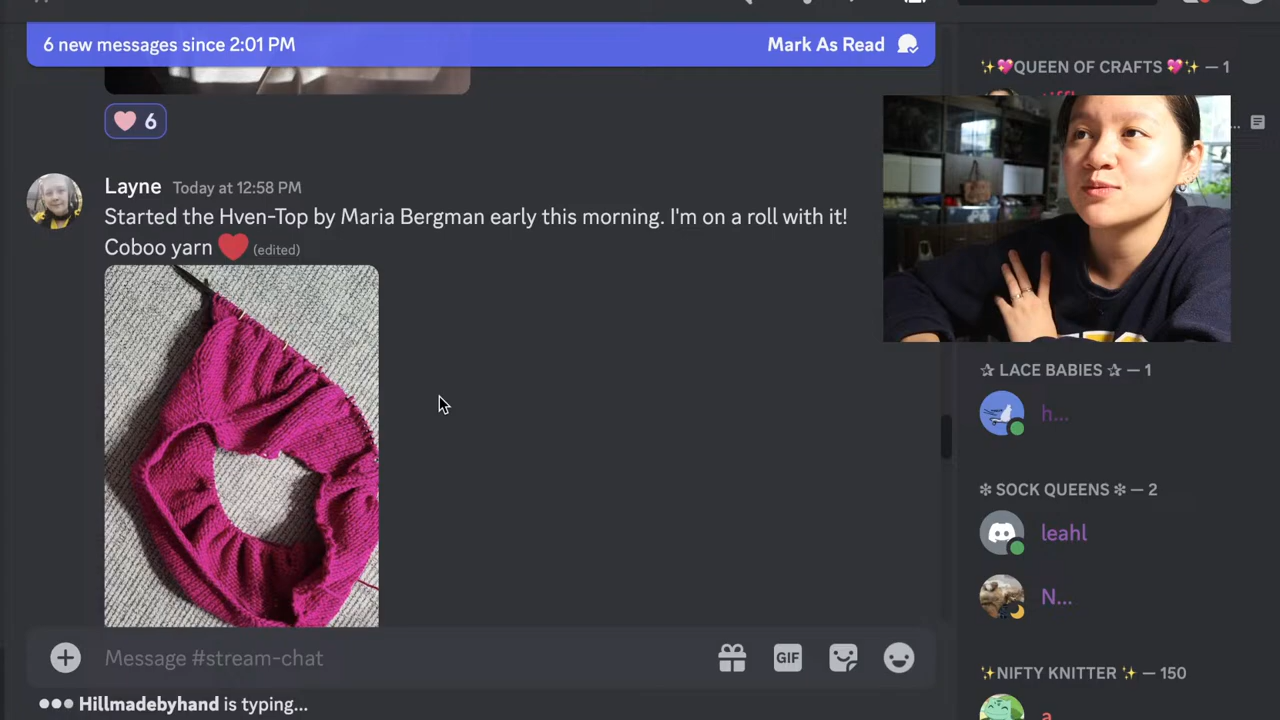 6 new messages since 2:01 PM
Mark As Read
✨💖QUEEN OF CRAFTS 💖✨ — 1
6
Layne Today at 12:58 PM
Started the Hven-Top by Maria Bergman early this morning. I'm on a roll with it!
Coboo yarn ❤️ (edited)
✰ LACE BABIES ✰ — 1
h...
❄ SOCK QUEENS ❄ — 2
leahl
N...
✨NIFTY KNITTER ✨ — 150
a
Message #stream-chat
GIF
Hillmadebyhand is typing...